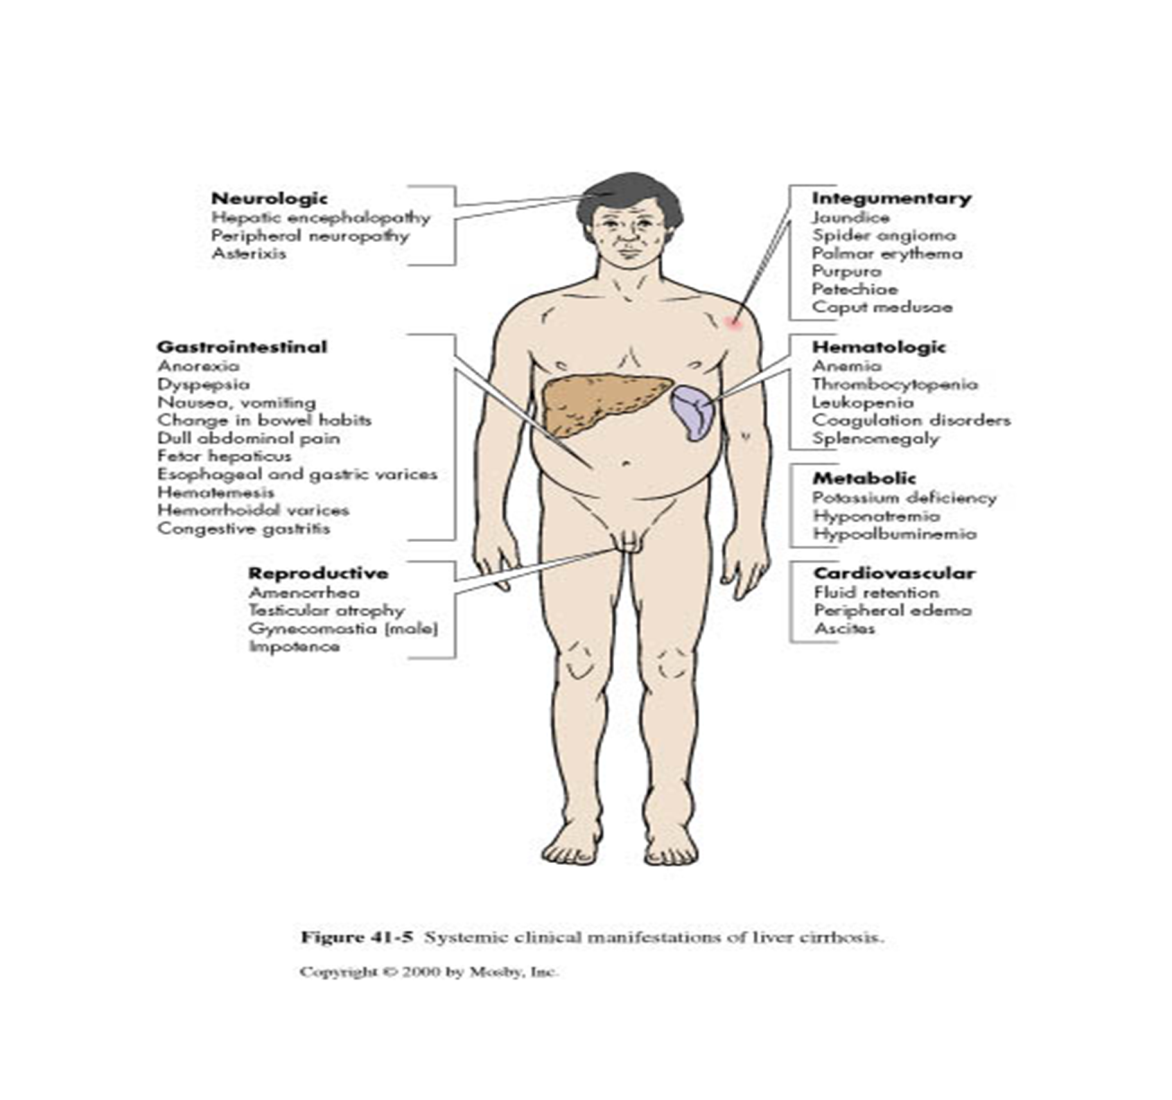 Neurologic
Hepatic encephalopathy
Peripheral neuropathy
Asterixis
Gastrointestinal
Anorexia
Dyspepsia
Nausea, vomiting
Change in bowel habits
Dull abdominal pain
Fetor hepaticus
Esophageal and gastric varices
Hematemesis
Hemorrhoidal varices
Congestive gastritis
Reproductive
Amenorrhea
Testicular atrophy
Gynecomastia (male)
Impotence
Integumentary
Jaundice
Spider angioma
Palmar erythema
Purpura
Petechiae
Caput medusae
Hematologic
Anemia
Thrombocytopenia
Leukopenia
Coagulation disorders
Splenomegaly
Metabolic
Potassium deficiency
Hyponatremia
Hypoalbuminemia
Cardiovascular
Fluid retention
Peripheral edema
Ascites
Figure 41-5 Systemic clinical manifestations of liver cirrhosis.
Copyright © 2000 by Mosby, Inc.